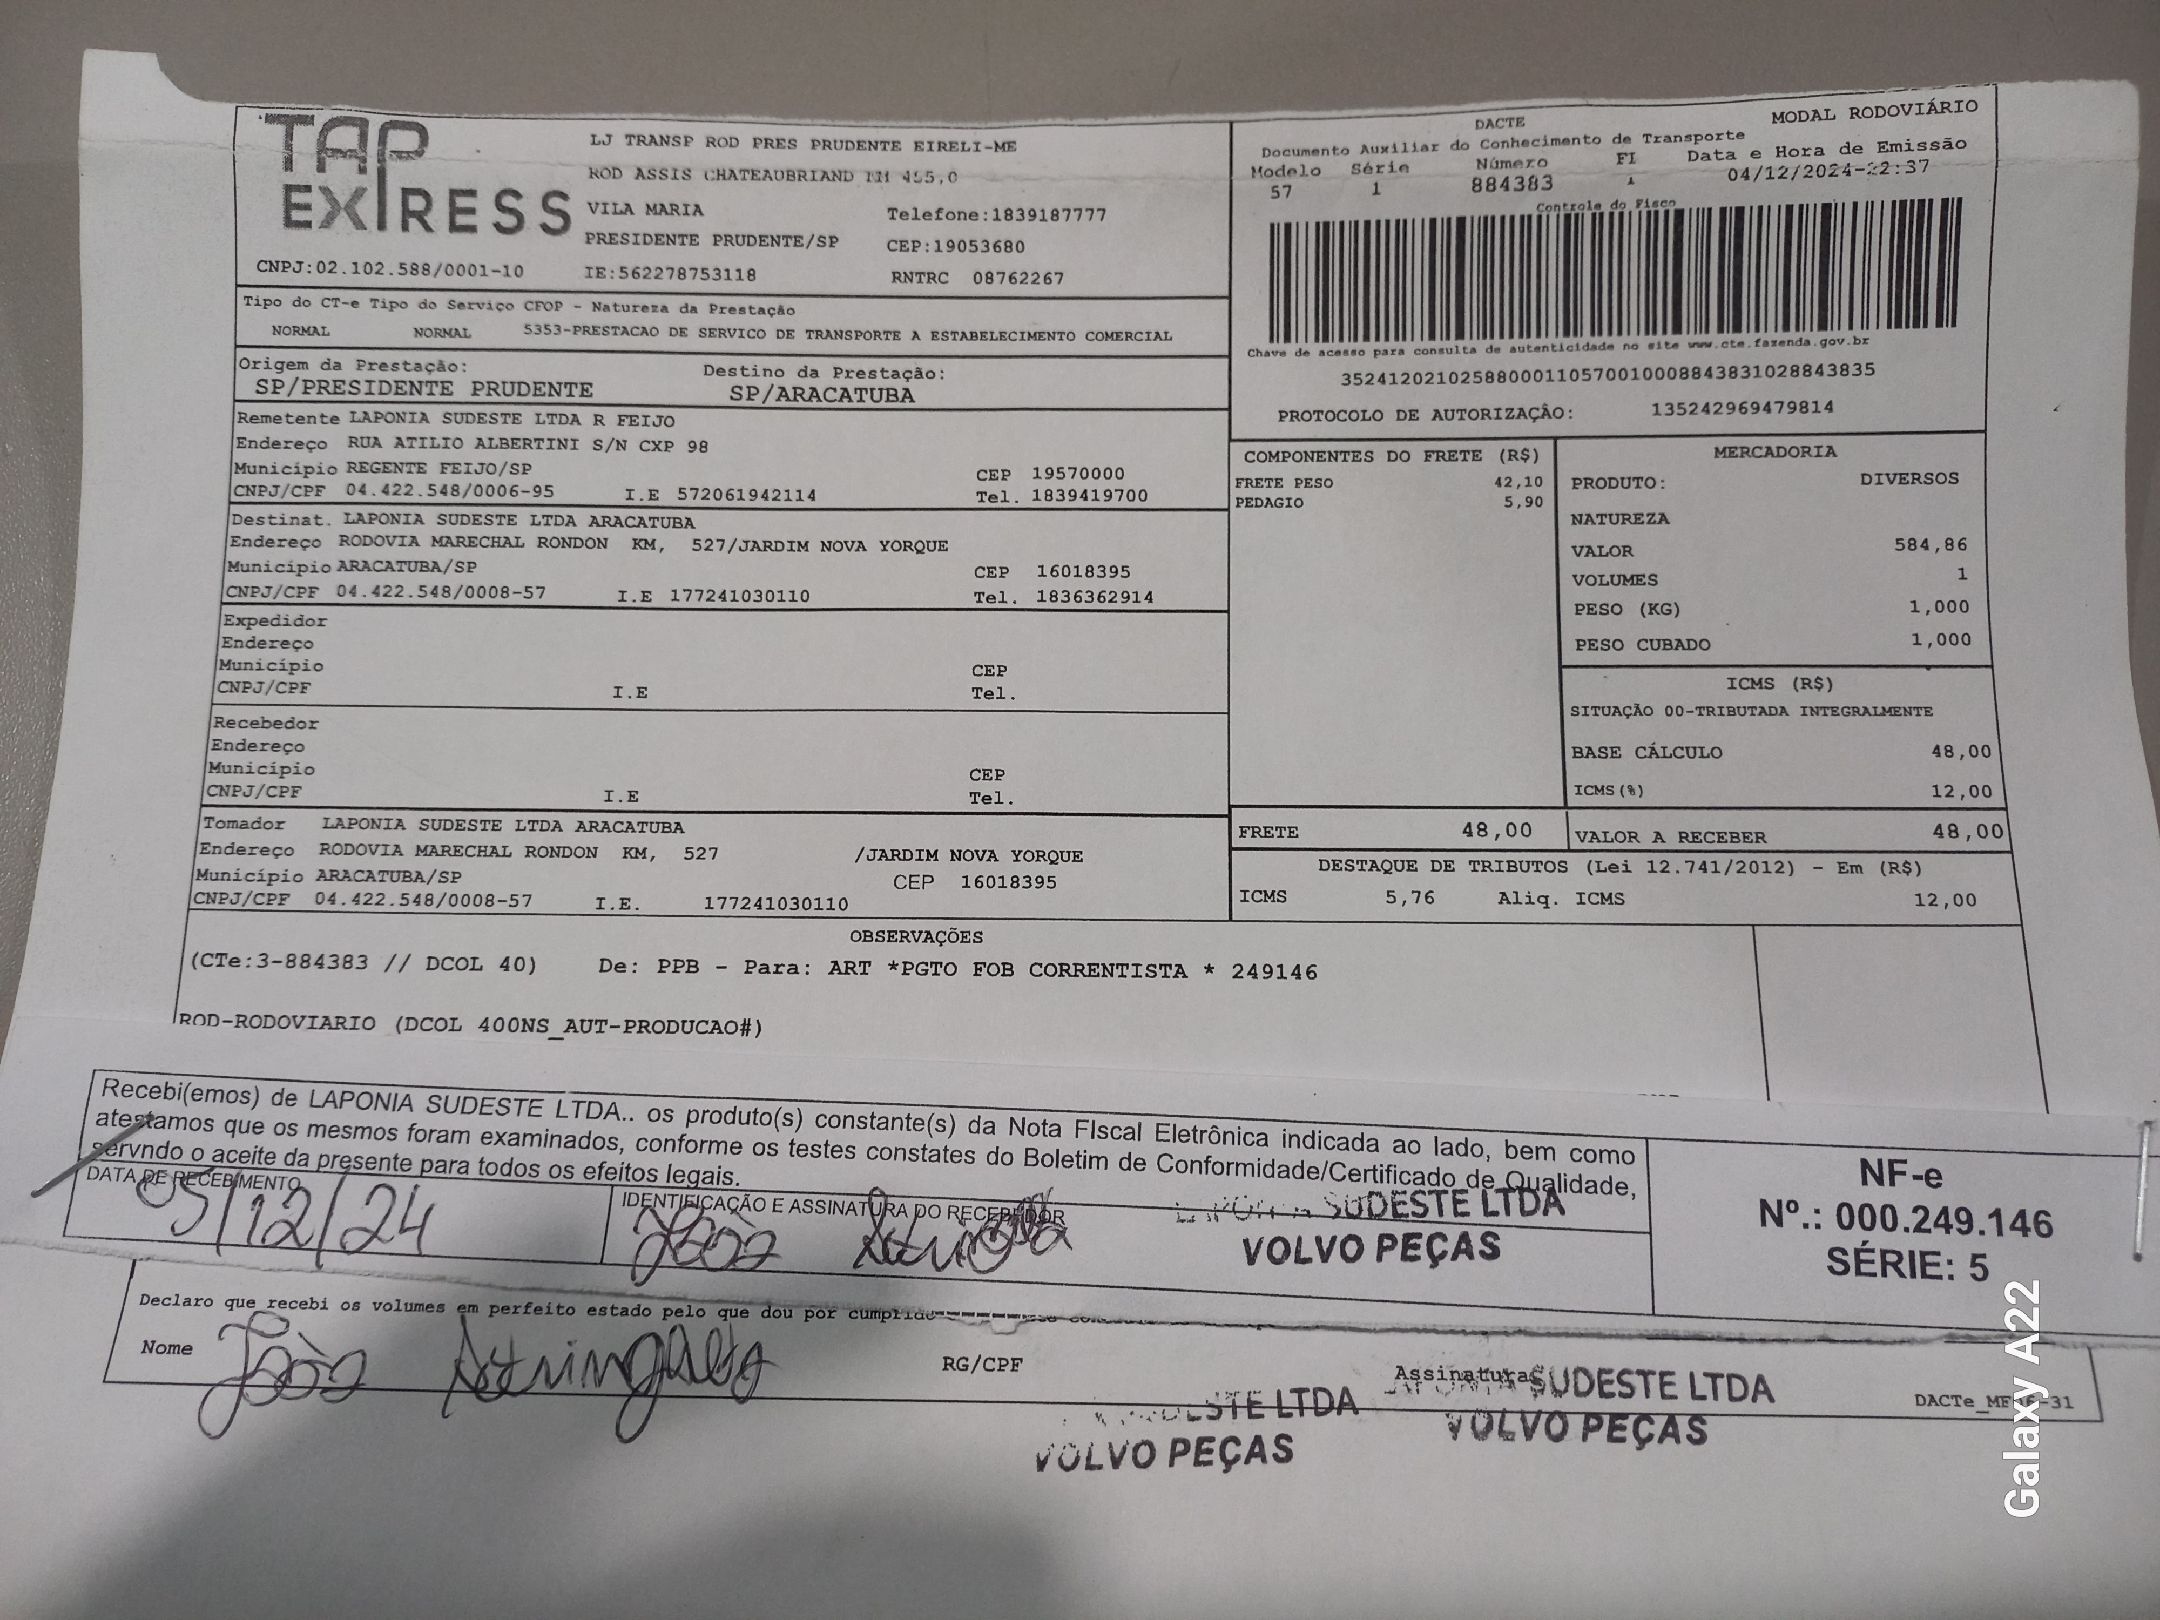 TAP EXPRESS
LJ TRANSP ROD PRES PRUDENTE EIRELI-ME
ROD ASSIS CHATEAUBRIAND KM 455,0
VILA MARIA Telefone:1839187777
PRESIDENTE PRUDENTE/SP CEP:19053680
CNPJ:02.102.588/0001-10 IE:562278753118 RNTRC 08762267
DACTE MODAL RODOVIÁRIO
Documento Auxiliar do Conhecimento de Transporte
Modelo Série Número FI Data e Hora de Emissão
57 1 884383 1 04/12/2024-22:37
Controle do Fisco
Chave de acesso para consulta de autenticidade no site www.cte.fazenda.gov.br
35241202102588000110570010008843831028843835
PROTOCOLO DE AUTORIZAÇÃO: 135242969479814
Tipo do CT-e Tipo do Serviço CFOP - Natureza da Prestação
NORMAL NORMAL 5353-PRESTACAO DE SERVICO DE TRANSPORTE A ESTABELECIMENTO COMERCIAL
Origem da Prestação: Destino da Prestação:
SP/PRESIDENTE PRUDENTE SP/ARACATUBA
Remetente LAPONIA SUDESTE LTDA R FEIJO
Endereço RUA ATILIO ALBERTINI S/N CXP 98
Município REGENTE FEIJO/SP CEP 19570000
CNPJ/CPF 04.422.548/0006-95 I.E 572061942114 Tel. 1839419700
Destinat. LAPONIA SUDESTE LTDA ARACATUBA
Endereço RODOVIA MARECHAL RONDON KM, 527/JARDIM NOVA YORQUE
Município ARACATUBA/SP CEP 16018395
CNPJ/CPF 04.422.548/0008-57 I.E 177241030110 Tel. 1836362914
Expedidor
Endereço
Município CEP
CNPJ/CPF I.E Tel.
Recebedor
Endereço
Município CEP
CNPJ/CPF I.E Tel.
Tomador LAPONIA SUDESTE LTDA ARACATUBA
Endereço RODOVIA MARECHAL RONDON KM, 527 /JARDIM NOVA YORQUE
Município ARACATUBA/SP CEP 16018395
CNPJ/CPF 04.422.548/0008-57 I.E. 177241030110
COMPONENTES DO FRETE (R$)
FRETE PESO 42,10
PEDAGIO 5,90
MERCADORIA
PRODUTO: DIVERSOS
NATUREZA
VALOR 584,86
VOLUMES 1
PESO (KG) 1,000
PESO CUBADO 1,000
ICMS (R$)
SITUAÇÃO 00-TRIBUTADA INTEGRALMENTE
BASE CÁLCULO 48,00
ICMS(%) 12,00
FRETE 48,00 VALOR A RECEBER 48,00
DESTAQUE DE TRIBUTOS (Lei 12.741/2012) - Em (R$)
ICMS 5,76 Aliq. ICMS 12,00
OBSERVAÇÕES
(CTe:3-884383 // DCOL 40) De: PPB - Para: ART *PGTO FOB CORRENTISTA * 249146
ROD-RODOVIARIO (DCOL 400NS_AUT-PRODUCAO#)
Recebi(emos) de LAPONIA SUDESTE LTDA.. os produto(s) constante(s) da Nota FIscal Eletrônica indicada ao lado, bem como
atestamos que os mesmos foram examinados, conforme os testes constates do Boletim de Conformidade/Certificado de Qualidade,
servndo o aceite da presente para todos os efeitos legais.
DATA DE RECEBIMENTO
05/12/24
IDENTIFICAÇÃO E ASSINATURA DO RECEBEDOR
João
LAPONIA SUDESTE LTDA
VOLVO PEÇAS
NF-e
Nº.: 000.249.146
SÉRIE: 5
Declaro que recebi os volumes em perfeito estado pelo que dou por cumprido
Nome João RG/CPF Assinatura
SUDESTE LTDA
VOLVO PEÇAS
LTDA
VOLVO PEÇAS
Galaxy A22